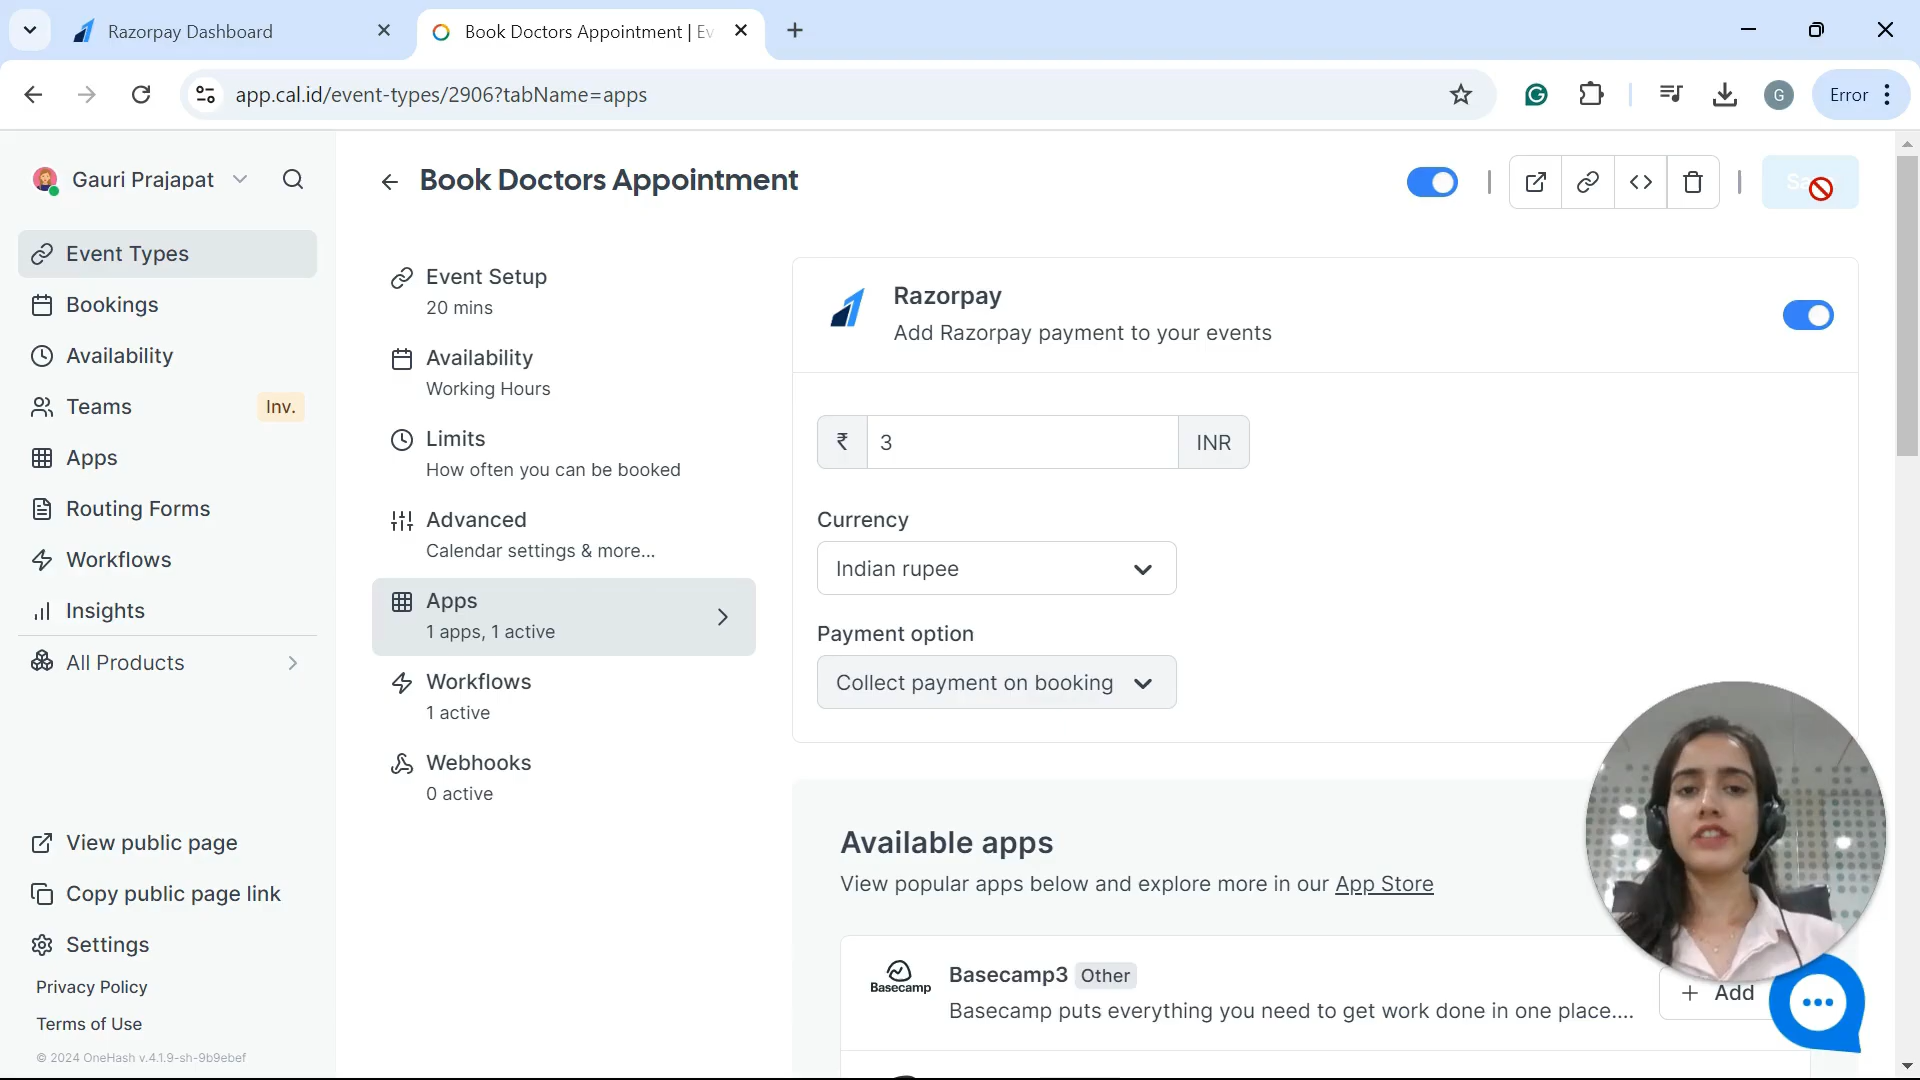 Razorpay Dashboard
Book Doctors Appointment | Ev
app.cal.id/event-types/2906?tabName=apps
G
Error
Gauri Prajapat
Event Types
Bookings
Availability
Teams
Inv.
Apps
Routing Forms
Workflows
Insights
All Products
View public page
Copy public page link
Settings
Privacy Policy
Terms of Use
© 2024 OneHash v.4.1.9-sh-9b9ebef
Book Doctors Appointment
Event Setup
20 mins
Availability
Working Hours
Limits
How often you can be booked
Advanced
Calendar settings & more...
Apps
1 apps, 1 active
Workflows
1 active
Webhooks
0 active
Razorpay
Add Razorpay payment to your events
₹ 3 INR
Currency
Indian rupee
Payment option
Collect payment on booking
Available apps
View popular apps below and explore more in our App Store
Basecamp
Basecamp3 Other
Basecamp puts everything you need to get work done in one place....
+ Add